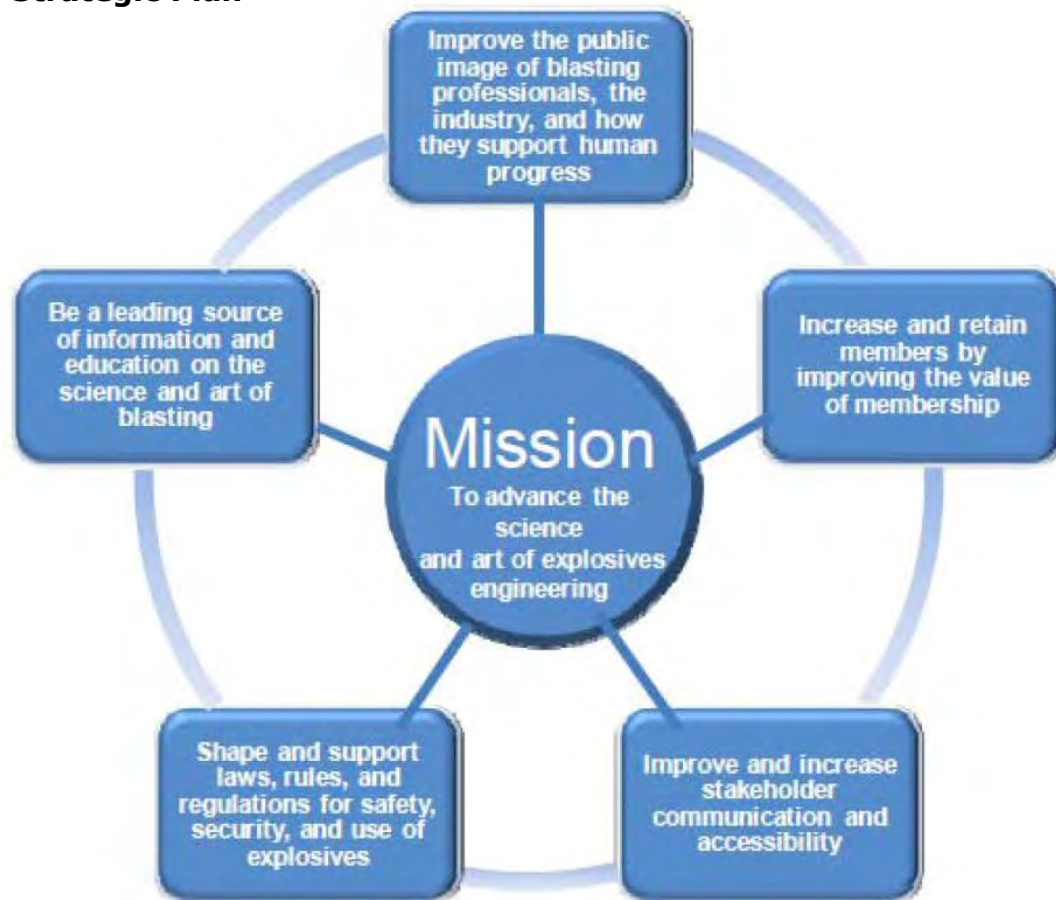 Strategic Plan
Improve the public
image of blasting
professionals, the
industry, and how
they support human
progress
Be a leading source
of information and
education on the
science and art of
blasting
Increase and retain
members by
improving the value
of membership
Mission
To advance the
science
and art of explosives
engineering
Shape and support
laws, rules, and
regulations for safety,
security, and use of
explosives
Improve and increase
stakeholder
communication and
accessibility